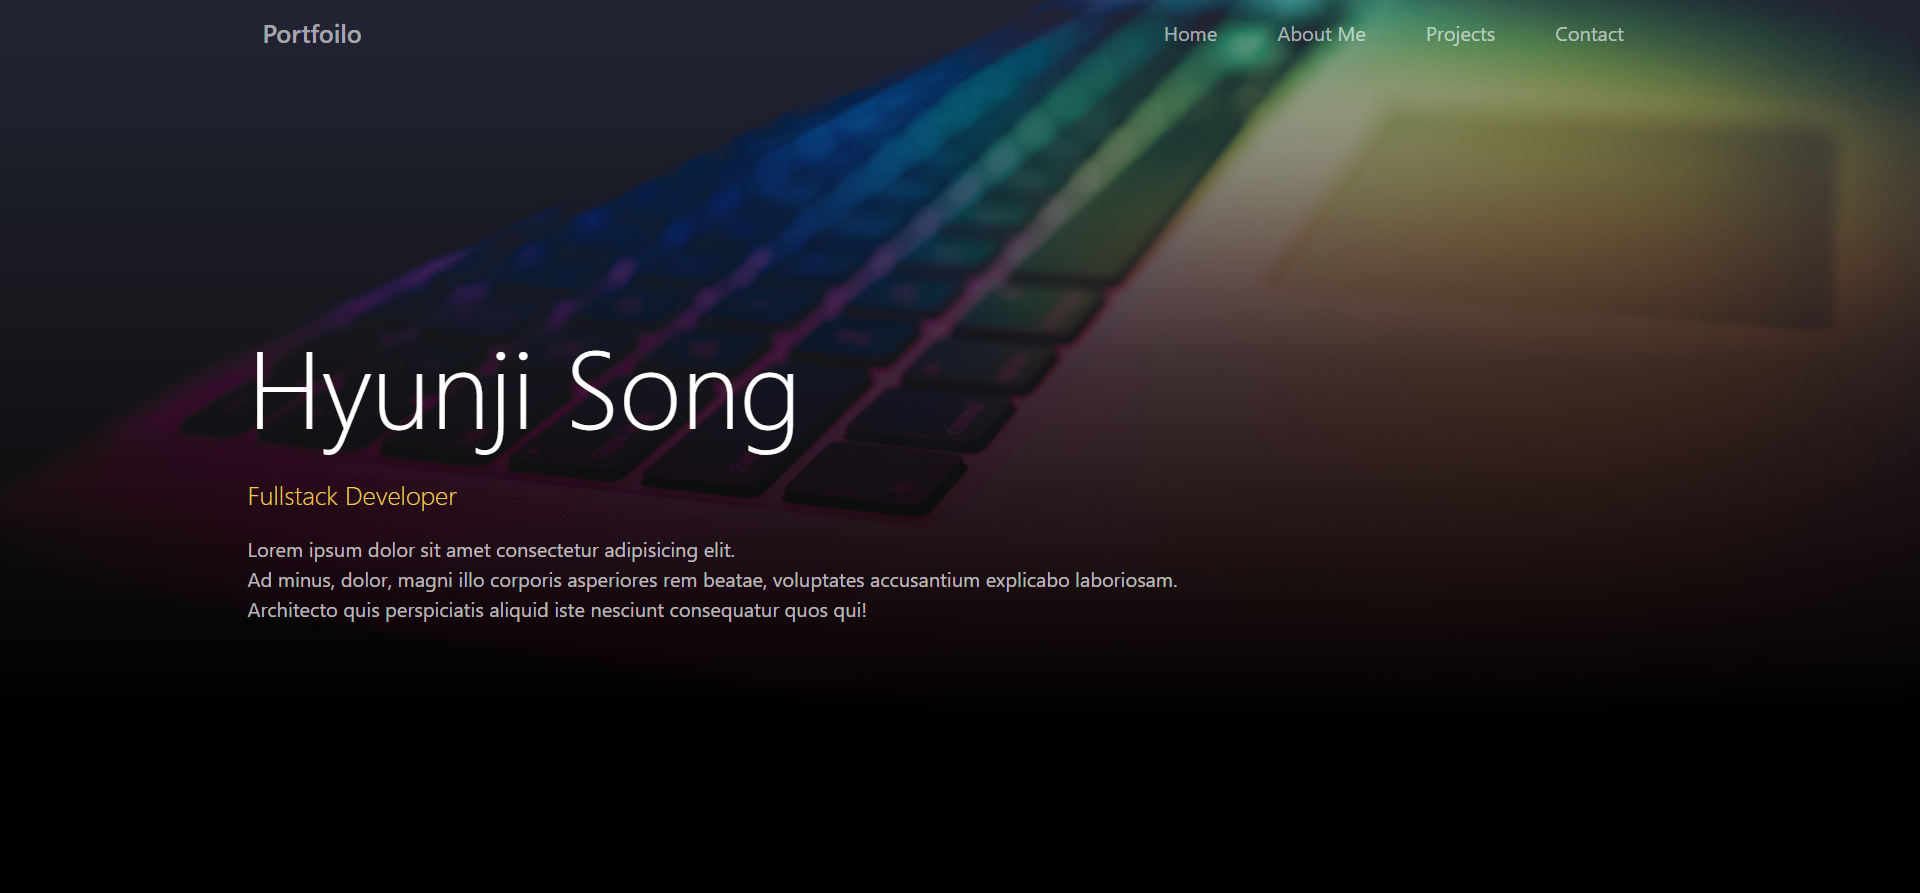 Portfoilo
Home
About Me
Projects
Contact
Hyunji Song
Fullstack Developer
Lorem ipsum dolor sit amet consectetur adipisicing elit.
Ad minus, dolor, magni illo corporis asperiores rem beatae, voluptates accusantium explicabo laboriosam.
Architecto quis perspiciatis aliquid iste nesciunt consequatur quos qui!